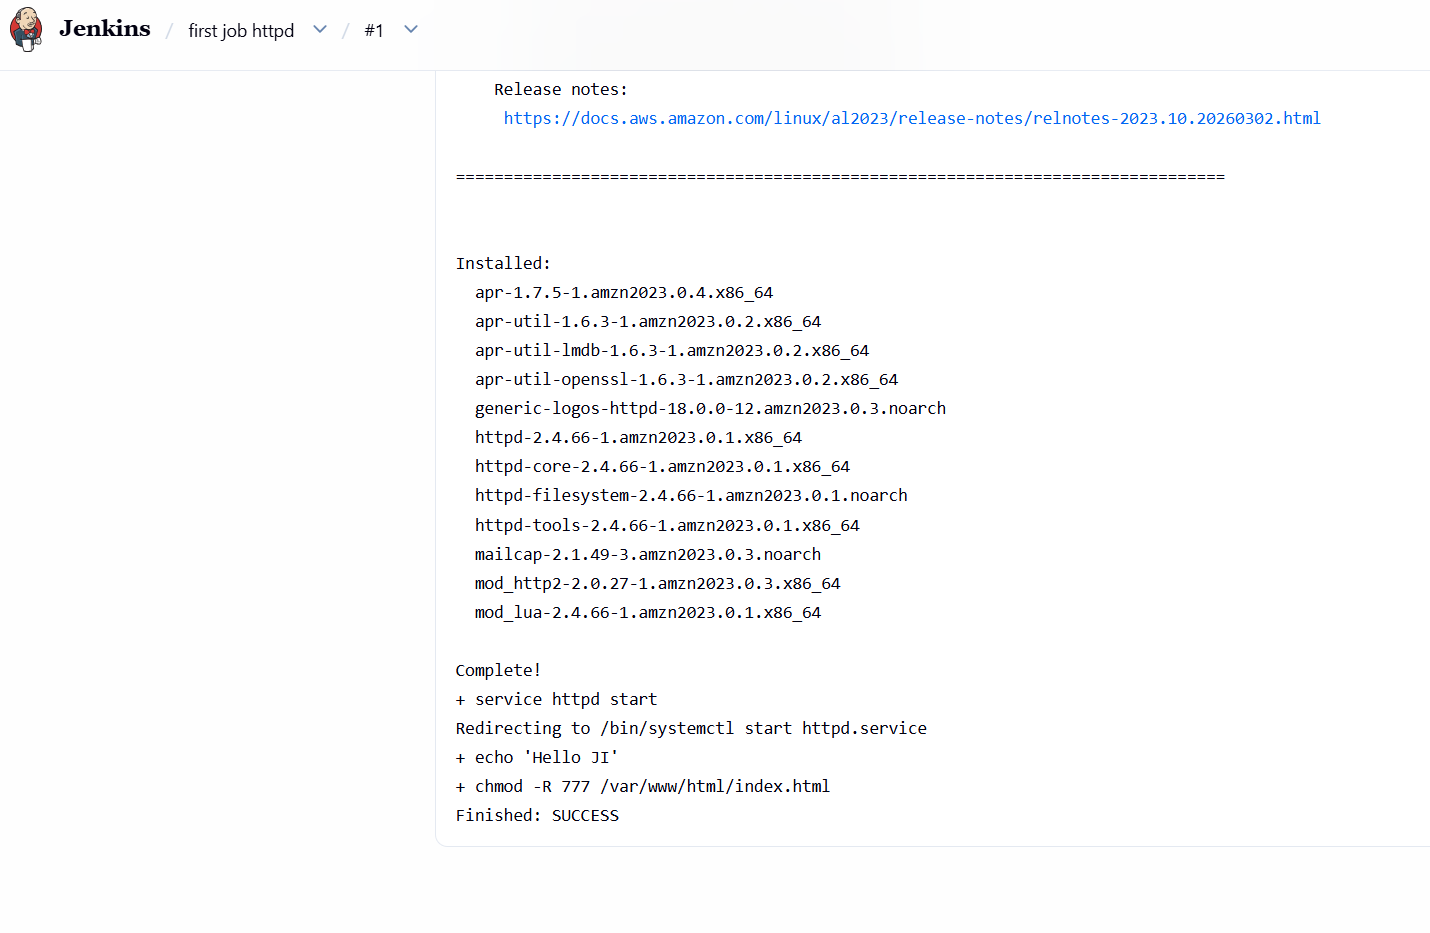 Jenkins / first job httpd / #1
Release notes:
https://docs.aws.amazon.com/linux/al2023/release-notes/relnotes-2023.10.20260302.html
================================================================================
Installed:
apr-1.7.5-1.amzn2023.0.4.x86_64
apr-util-1.6.3-1.amzn2023.0.2.x86_64
apr-util-lmdb-1.6.3-1.amzn2023.0.2.x86_64
apr-util-openssl-1.6.3-1.amzn2023.0.2.x86_64
generic-logos-httpd-18.0.0-12.amzn2023.0.3.noarch
httpd-2.4.66-1.amzn2023.0.1.x86_64
httpd-core-2.4.66-1.amzn2023.0.1.x86_64
httpd-filesystem-2.4.66-1.amzn2023.0.1.noarch
httpd-tools-2.4.66-1.amzn2023.0.1.x86_64
mailcap-2.1.49-3.amzn2023.0.3.noarch
mod_http2-2.0.27-1.amzn2023.0.3.x86_64
mod_lua-2.4.66-1.amzn2023.0.1.x86_64
Complete!
+ service httpd start
Redirecting to /bin/systemctl start httpd.service
+ echo 'Hello JI'
+ chmod -R 777 /var/www/html/index.html
Finished: SUCCESS